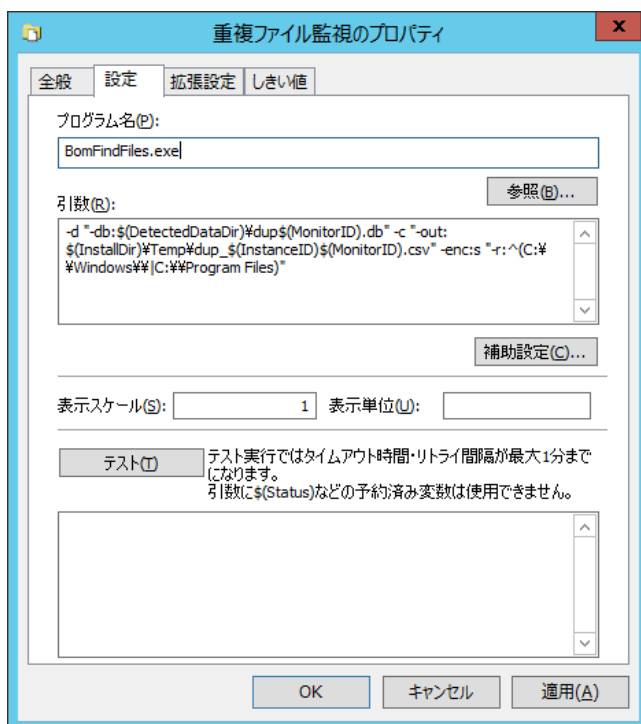 重複ファイル監視のプロパティ
x
全般 設定 拡張設定 しきい値
プログラム名(P):
BomFindFiles.exe
参照(B)...
引数(R):
-d "-db:$(DetectedDataDir)¥dup$(MonitorID).db" -c "-out:
$(InstallDir)¥Temp¥dup_$(InstanceID)$(MonitorID).csv" -enc:s "-r:^(C:¥
¥Windows¥¥|C:¥¥Program Files)"
補助設定(C)...
表示スケール(S): 1 表示単位(U):
テスト(T)
テスト実行ではタイムアウト時間・リトライ間隔が最大1分まで
になります。
引数に$(Status)などの予約済み変数は使用できません。
OK キャンセル 適用(A)